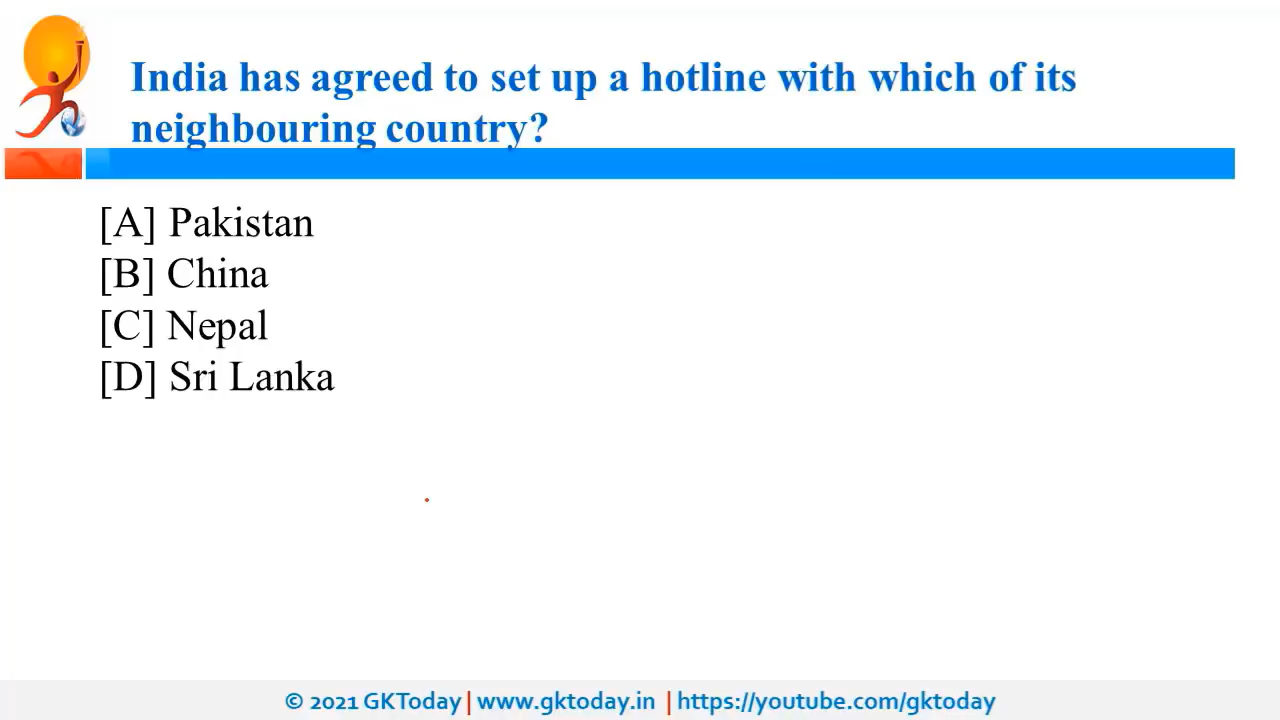 India has agreed to set up a hotline with which of its
neighbouring country?
[A] Pakistan
[B] China
[C] Nepal
[D] Sri Lanka
© 2021 GKToday | www.gktoday.in | https://youtube.com/gktoday